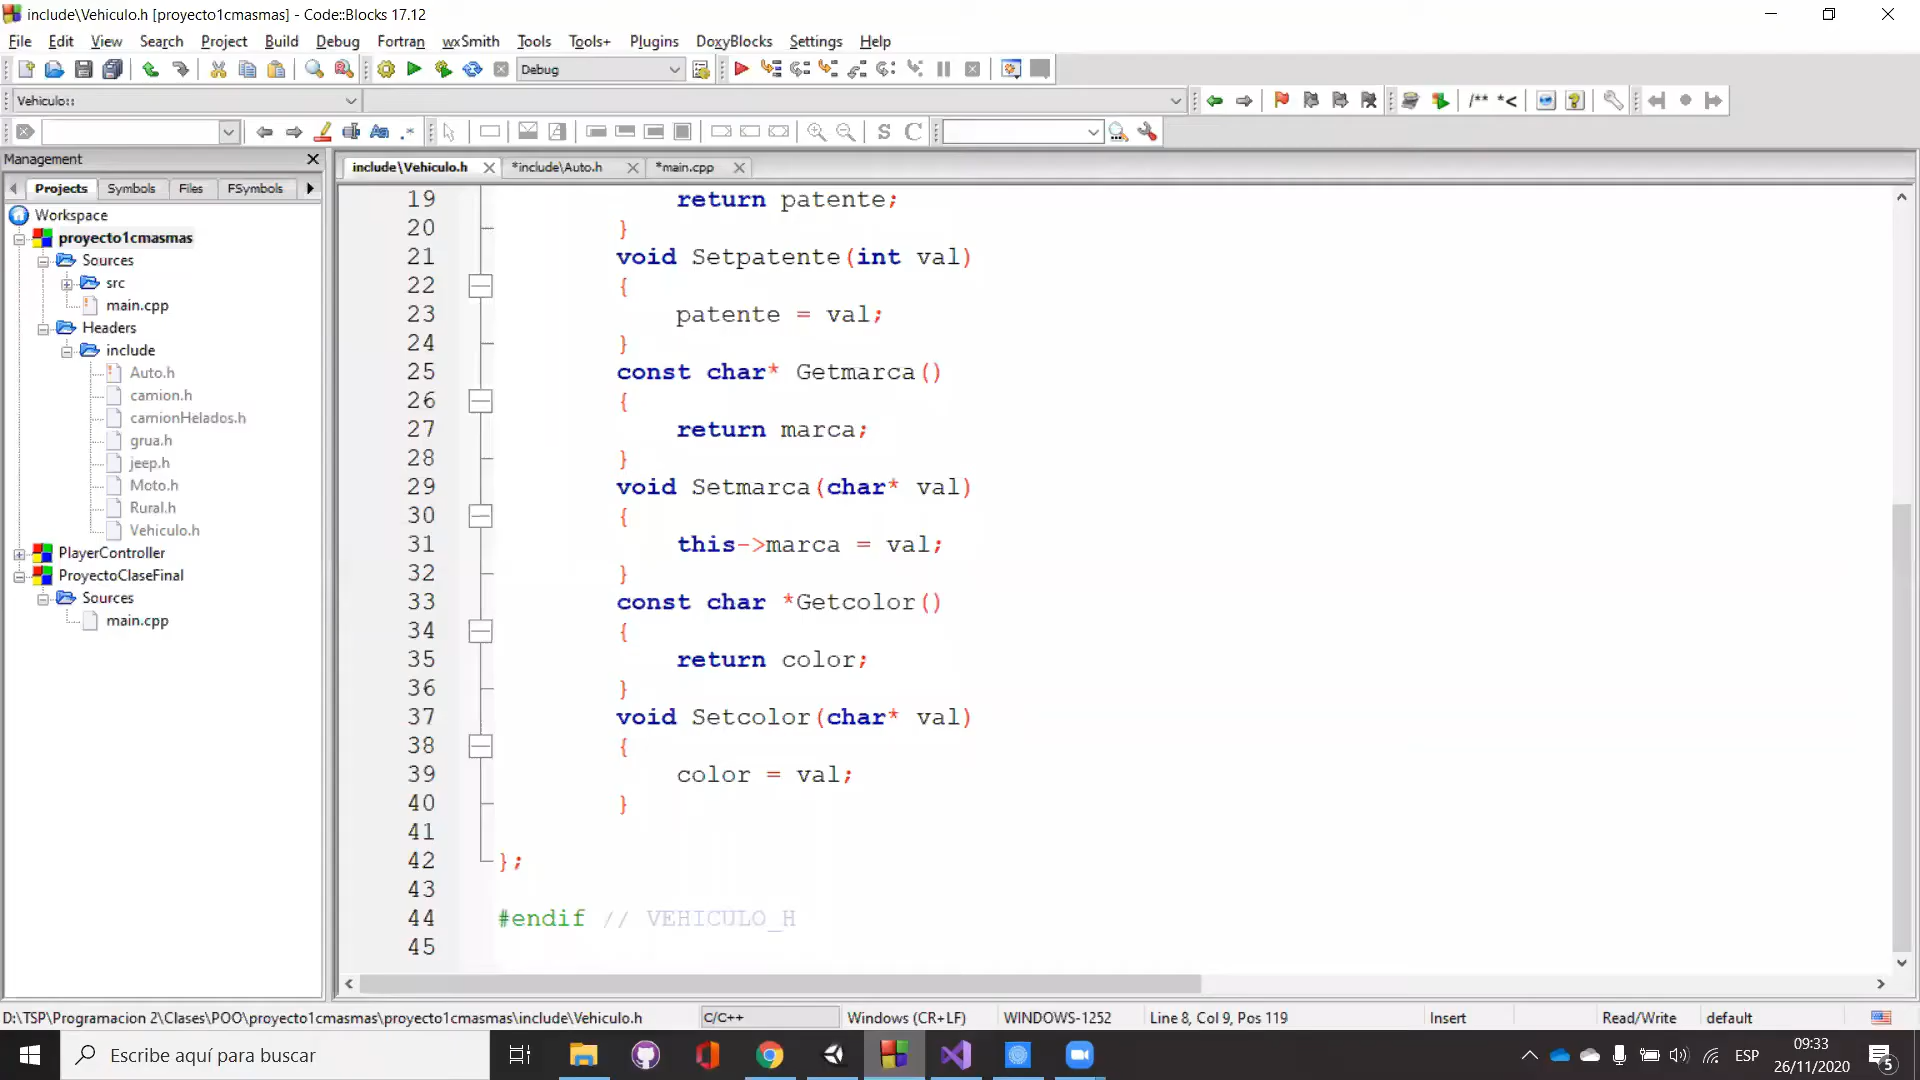 include\Vehiculo.h [proyecto1cmasmas] - Code::Blocks 17.12
File Edit View Search Project Build Debug Fortran wxSmith Tools Tools+ Plugins DoxyBlocks Settings Help
Debug
Vehiculo::
/** *<
S C
Management
Projects Symbols Files FSymbols
include\Vehiculo.h *include\Auto.h *main.cpp
Workspace
proyecto1cmasmas
Sources
src
main.cpp
Headers
include
Auto.h
camion.h
camionHelados.h
grua.h
jeep.h
Moto.h
Rural.h
Vehiculo.h
PlayerController
ProyectoClaseFinal
Sources
main.cpp
19 return patente;
20 }
21 void Setpatente(int val)
22 {
23 patente = val;
24 }
25 const char* Getmarca()
26 {
27 return marca;
28 }
29 void Setmarca(char* val)
30 {
31 this->marca = val;
32 }
33 const char *Getcolor()
34 {
35 return color;
36 }
37 void Setcolor(char* val)
38 {
39 color = val;
40 }
41
42 };
43
44 #endif // VEHICULO_H
45
D:\TSP\Programacion 2\Clases\POO\proyecto1cmasmas\proyecto1cmasmas\include\Vehiculo.h C/C++ Windows (CR+LF) WINDOWS-1252 Line 8, Col 9, Pos 119 Insert Read/Write default
Escribe aquí para buscar
ESP
09:33
26/11/2020
5